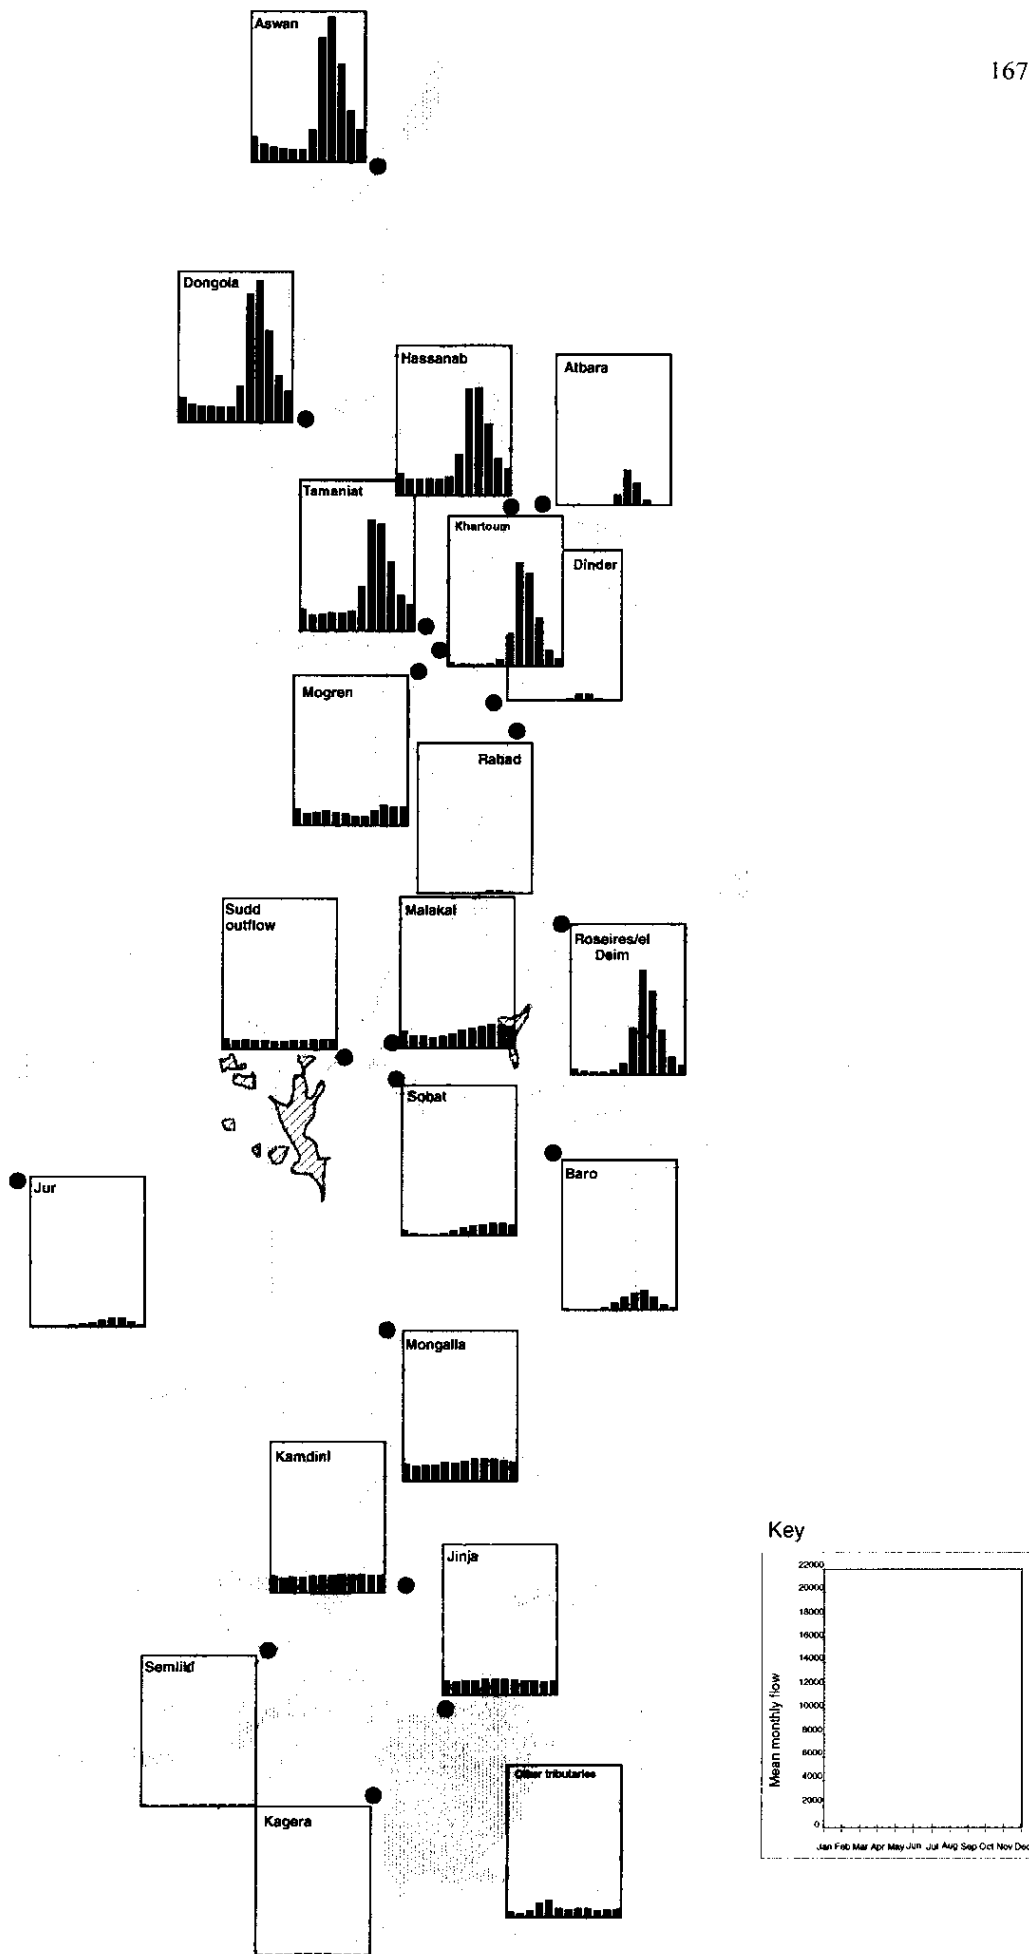 167
Aswan
Dongola
Hassanab
Atbara
Tamaniat
Khartoum
Dinder
Mogren
Rahad
Sudd
outflow
Malakal
Roseires/el
Deim
Sobat
Baro
Jur
Mongalla
Kamdini
Jinja
Semliki
Kagera
Other tributaries
Key
Mean monthly flow
22000
20000
18000
16000
14000
12000
10000
8000
6000
4000
2000
0
Jan Feb Mar Apr May Jun Jul Aug Sep Oct Nov Dec